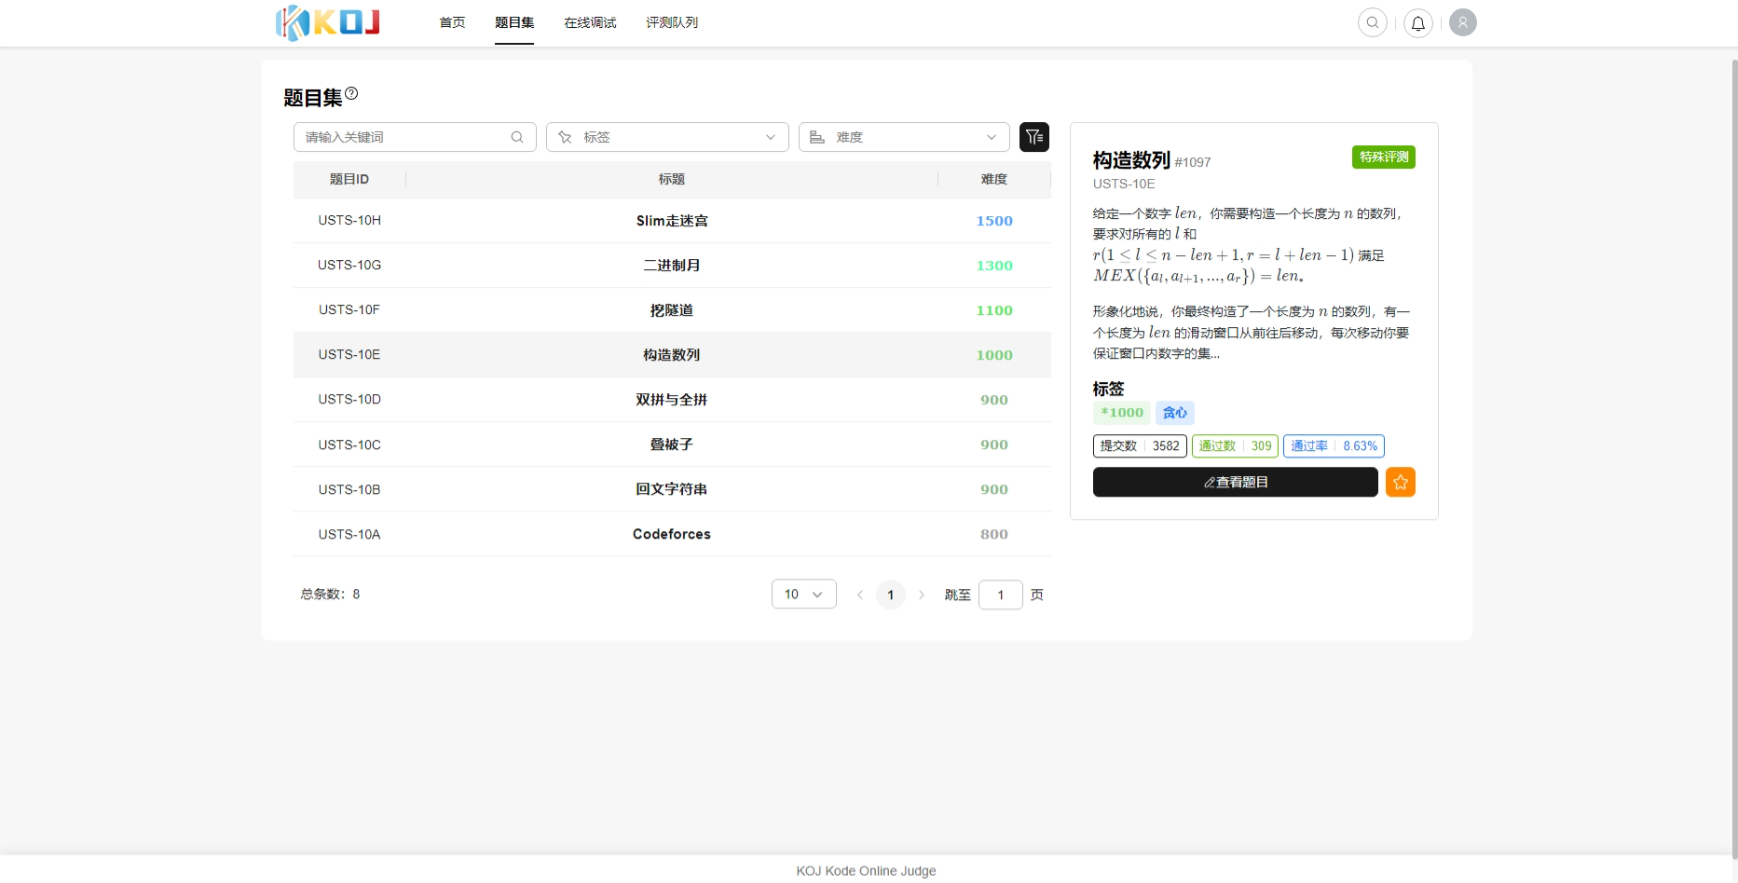 KOJ
首页 题目集 在线调试 评测队列
题目集
请输入关键词 标签 难度
题目ID 标题 难度
USTS-10H Slim走迷宫 1500
USTS-10G 二进制月 1300
USTS-10F 挖隧道 1100
USTS-10E 构造数列 1000
USTS-10D 双拼与全拼 900
USTS-10C 叠被子 900
USTS-10B 回文字符串 900
USTS-10A Codeforces 800
总条数：8 10 1 跳至 1 页
构造数列 #1097 特殊评测
USTS-10E
给定一个数字 len，你需要构造一个长度为 n 的数列，
要求对所有的 l 和
r(1 ≤ l ≤ n − len + 1, r = l + len − 1) 满足
MEX({a_l, a_{l+1}, ..., a_r}) = len。
形象化地说，你最终构造了一个长度为 n 的数列，有一
个长度为 len 的滑动窗口从前往后移动，每次移动你要
保证窗口内数字的集...
标签
*1000 贪心
提交数 3582 通过数 309 通过率 8.63%
查看题目
KOJ Kode Online Judge